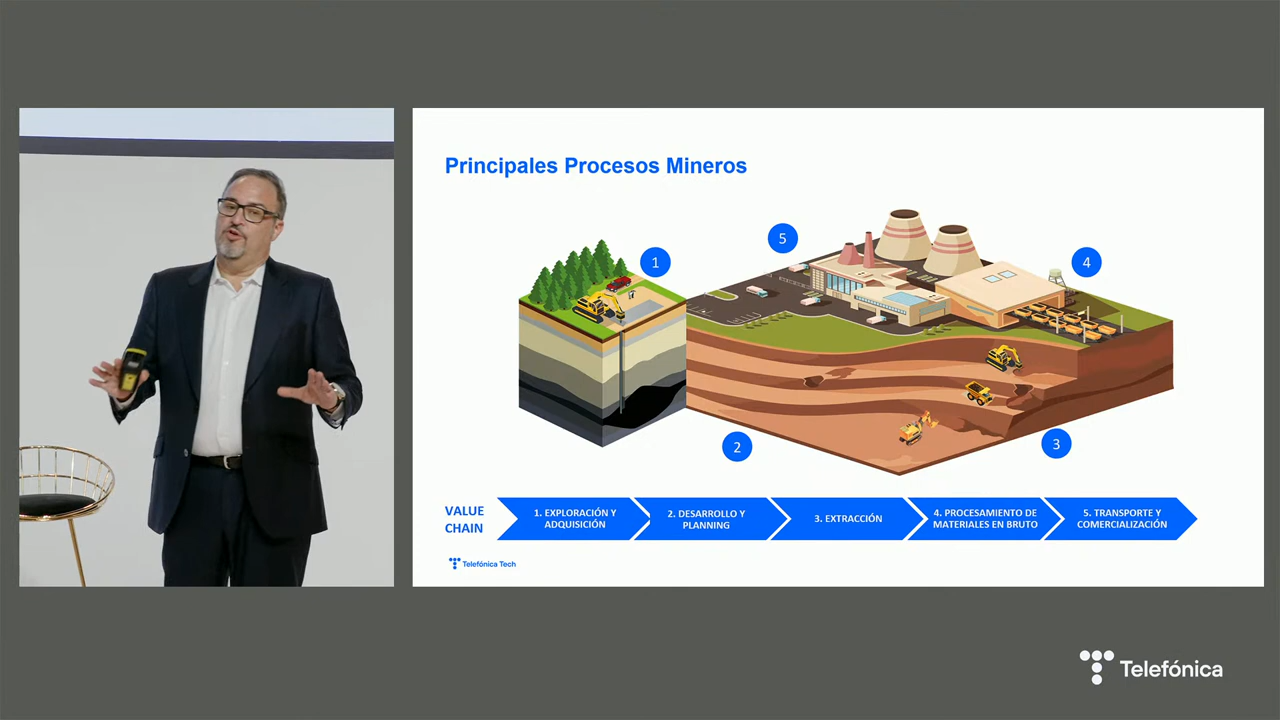 Principales Procesos Mineros
1
5
4
2
3
VALUE
CHAIN
1. EXPLORACIÓN Y
ADQUISICIÓN
2. DESARROLLO Y
PLANNING
3. EXTRACCIÓN
4. PROCESAMIENTO DE
MATERIALES EN BRUTO
5. TRANSPORTE Y
COMERCIALIZACIÓN
Telefónica Tech
Telefónica